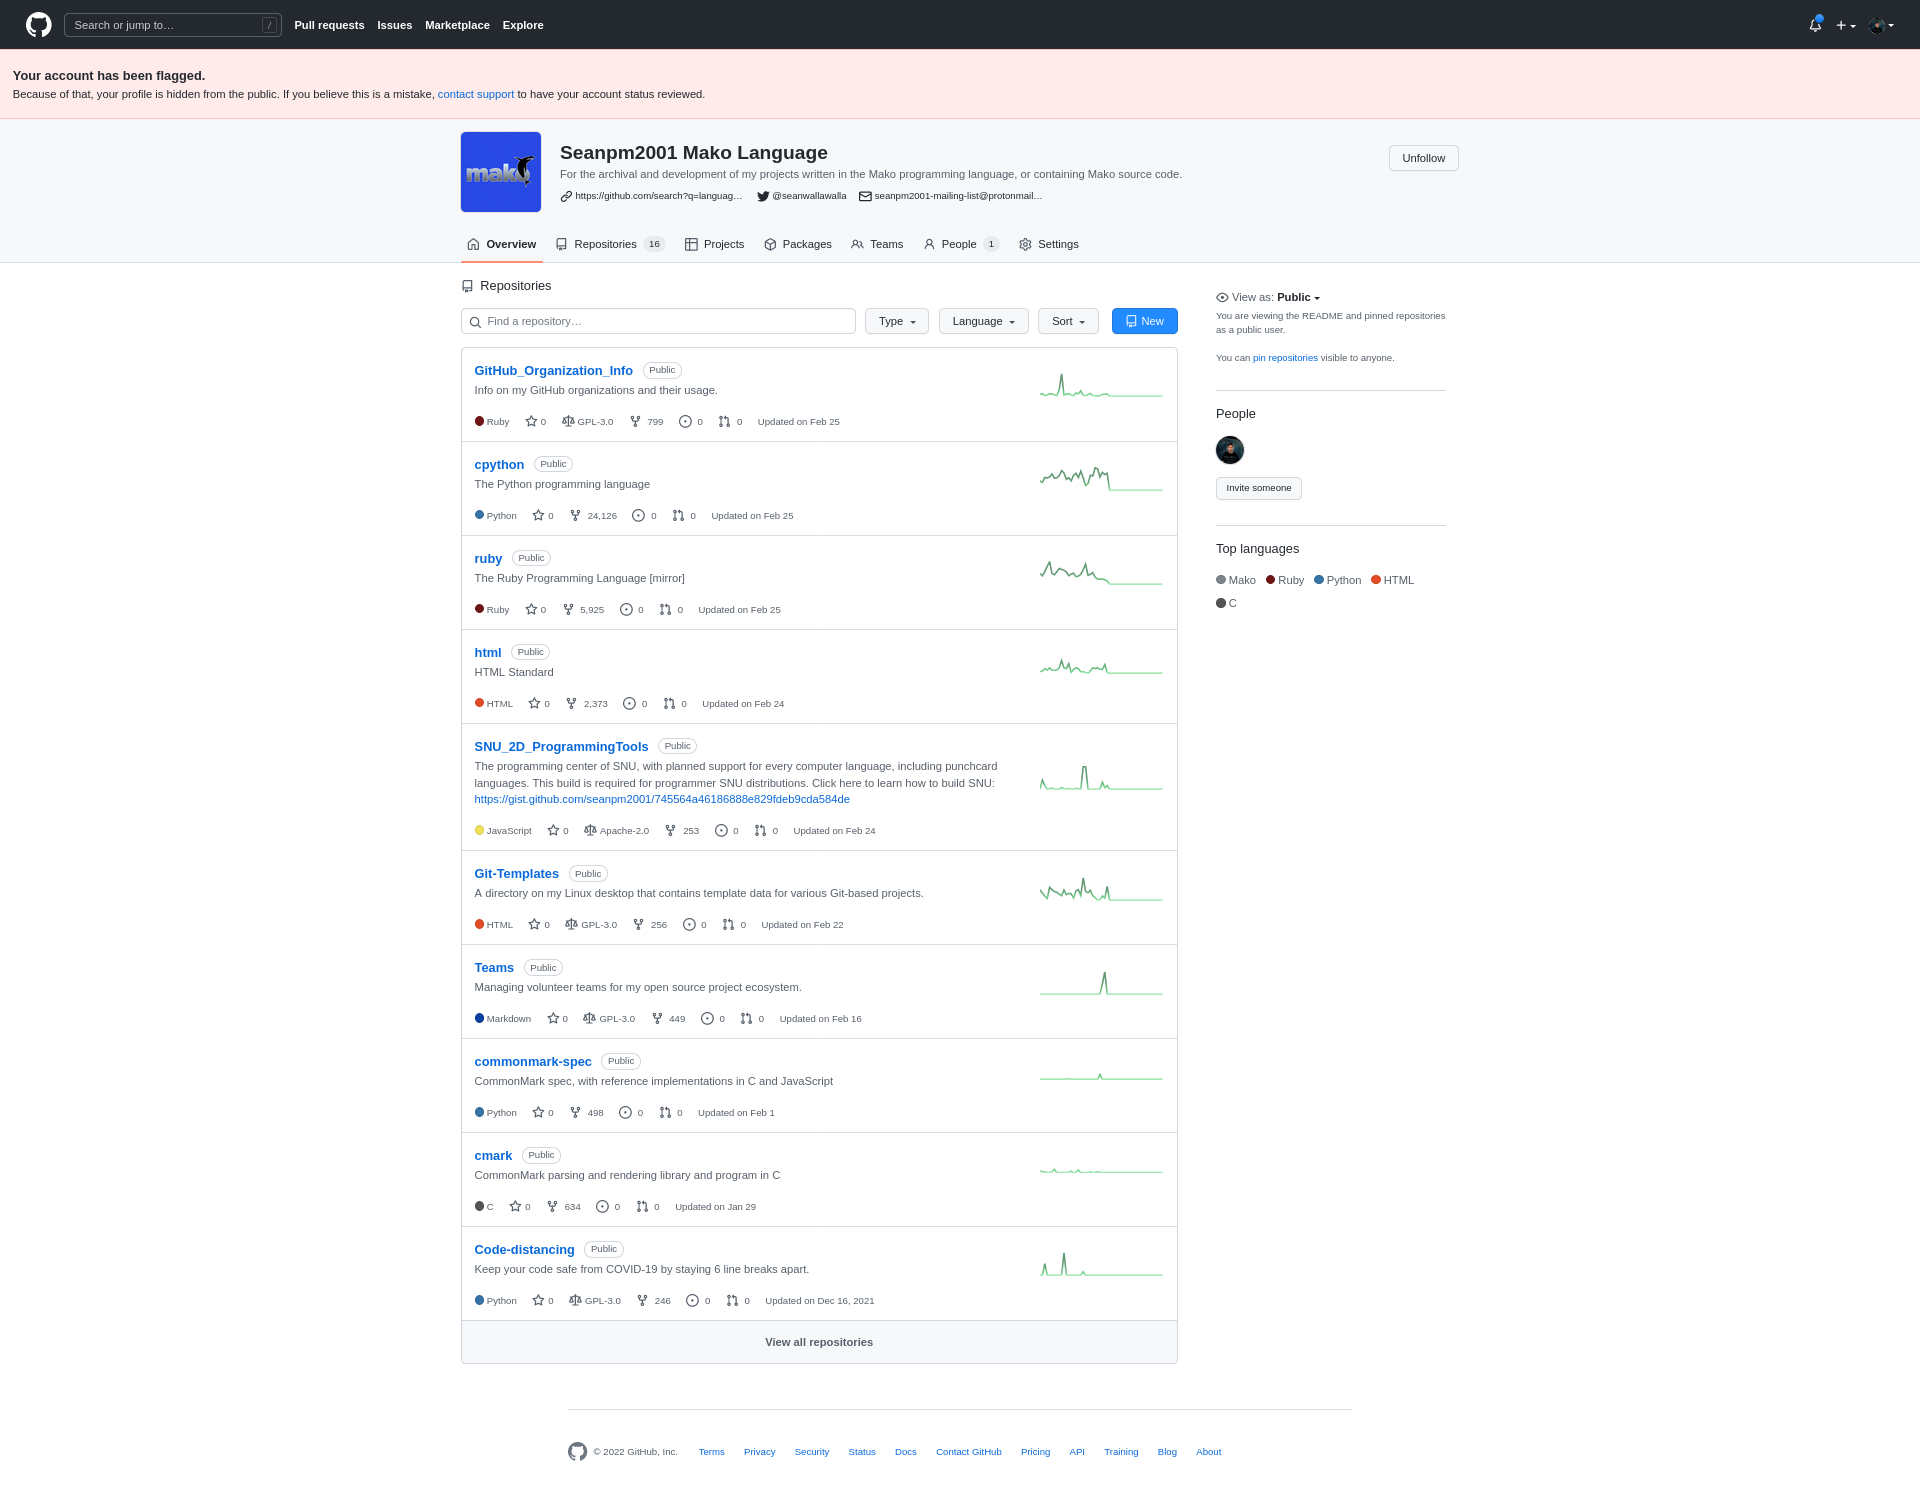 Search or jump to… /
Pull requests Issues Marketplace Explore
Your account has been flagged.
Because of that, your profile is hidden from the public. If you believe this is a mistake, contact support to have your account status reviewed.
mako
Seanpm2001 Mako Language
For the archival and development of my projects written in the Mako programming language, or containing Mako source code.
https://github.com/search?q=languag… @seanwallawalla seanpm2001-mailing-list@protonmail…
Unfollow
Overview Repositories 16 Projects Packages Teams People 1 Settings
Repositories
Find a repository… Type Language Sort New
GitHub_Organization_Info Public
Info on my GitHub organizations and their usage.
Ruby 0 GPL-3.0 799 0 0 Updated on Feb 25
cpython Public
The Python programming language
Python 0 24,126 0 0 Updated on Feb 25
ruby Public
The Ruby Programming Language [mirror]
Ruby 0 5,925 0 0 Updated on Feb 25
html Public
HTML Standard
HTML 0 2,373 0 0 Updated on Feb 24
SNU_2D_ProgrammingTools Public
The programming center of SNU, with planned support for every computer language, including punchcard
languages. This build is required for programmer SNU distributions. Click here to learn how to build SNU:
https://gist.github.com/seanpm2001/745564a46186888e829fdeb9cda584de
JavaScript 0 Apache-2.0 253 0 0 Updated on Feb 24
Git-Templates Public
A directory on my Linux desktop that contains template data for various Git-based projects.
HTML 0 GPL-3.0 256 0 0 Updated on Feb 22
Teams Public
Managing volunteer teams for my open source project ecosystem.
Markdown 0 GPL-3.0 449 0 0 Updated on Feb 16
commonmark-spec Public
CommonMark spec, with reference implementations in C and JavaScript
Python 0 498 0 0 Updated on Feb 1
cmark Public
CommonMark parsing and rendering library and program in C
C 0 634 0 0 Updated on Jan 29
Code-distancing Public
Keep your code safe from COVID-19 by staying 6 line breaks apart.
Python 0 GPL-3.0 246 0 0 Updated on Dec 16, 2021
View all repositories
View as: Public
You are viewing the README and pinned repositories
as a public user.
You can pin repositories visible to anyone.
People
Invite someone
Top languages
Mako Ruby Python HTML
C
© 2022 GitHub, Inc. Terms Privacy Security Status Docs Contact GitHub Pricing API Training Blog About